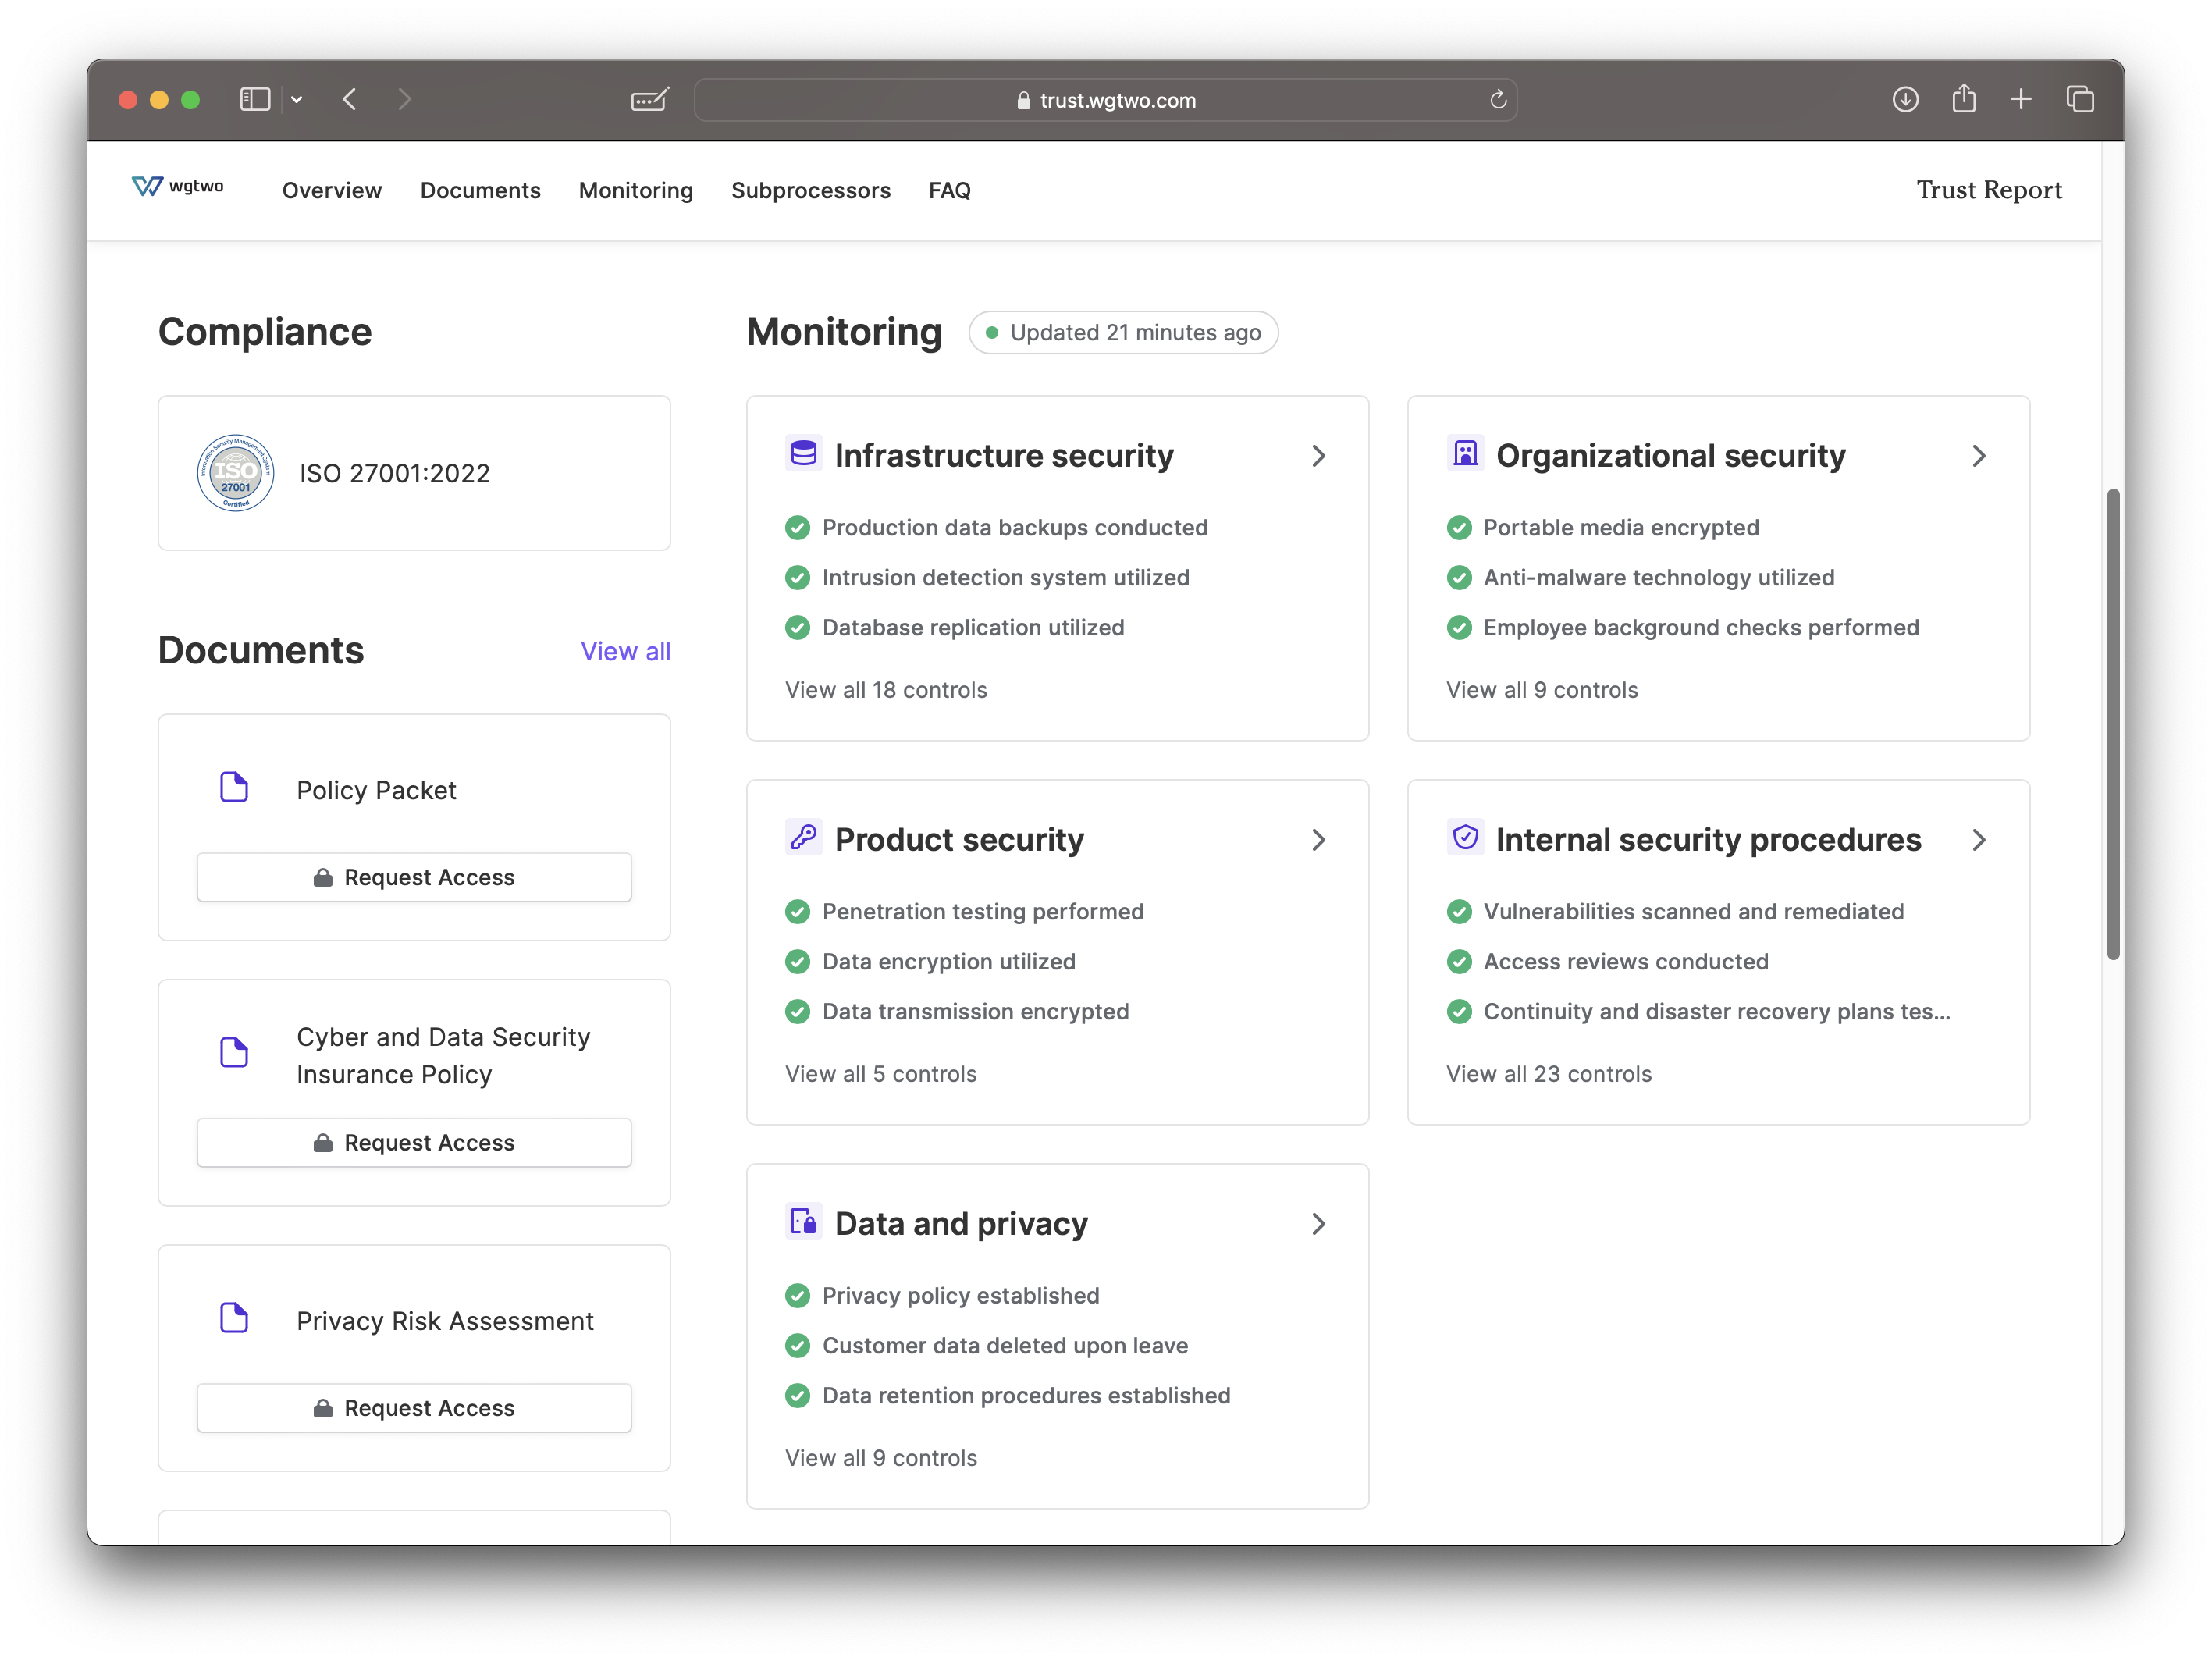 trust.wgtwo.com
wgtwo
Overview
Documents
Monitoring
Subprocessors
FAQ
Trust Report
Compliance
Information Security Management System
ISO
27001
Certified
ISO 27001:2022
Documents
View all
Policy Packet
Request Access
Cyber and Data Security
Insurance Policy
Request Access
Privacy Risk Assessment
Request Access
Monitoring
Updated 21 minutes ago
Infrastructure security
Production data backups conducted
Intrusion detection system utilized
Database replication utilized
View all 18 controls
Organizational security
Portable media encrypted
Anti-malware technology utilized
Employee background checks performed
View all 9 controls
Product security
Penetration testing performed
Data encryption utilized
Data transmission encrypted
View all 5 controls
Internal security procedures
Vulnerabilities scanned and remediated
Access reviews conducted
Continuity and disaster recovery plans tes...
View all 23 controls
Data and privacy
Privacy policy established
Customer data deleted upon leave
Data retention procedures established
View all 9 controls